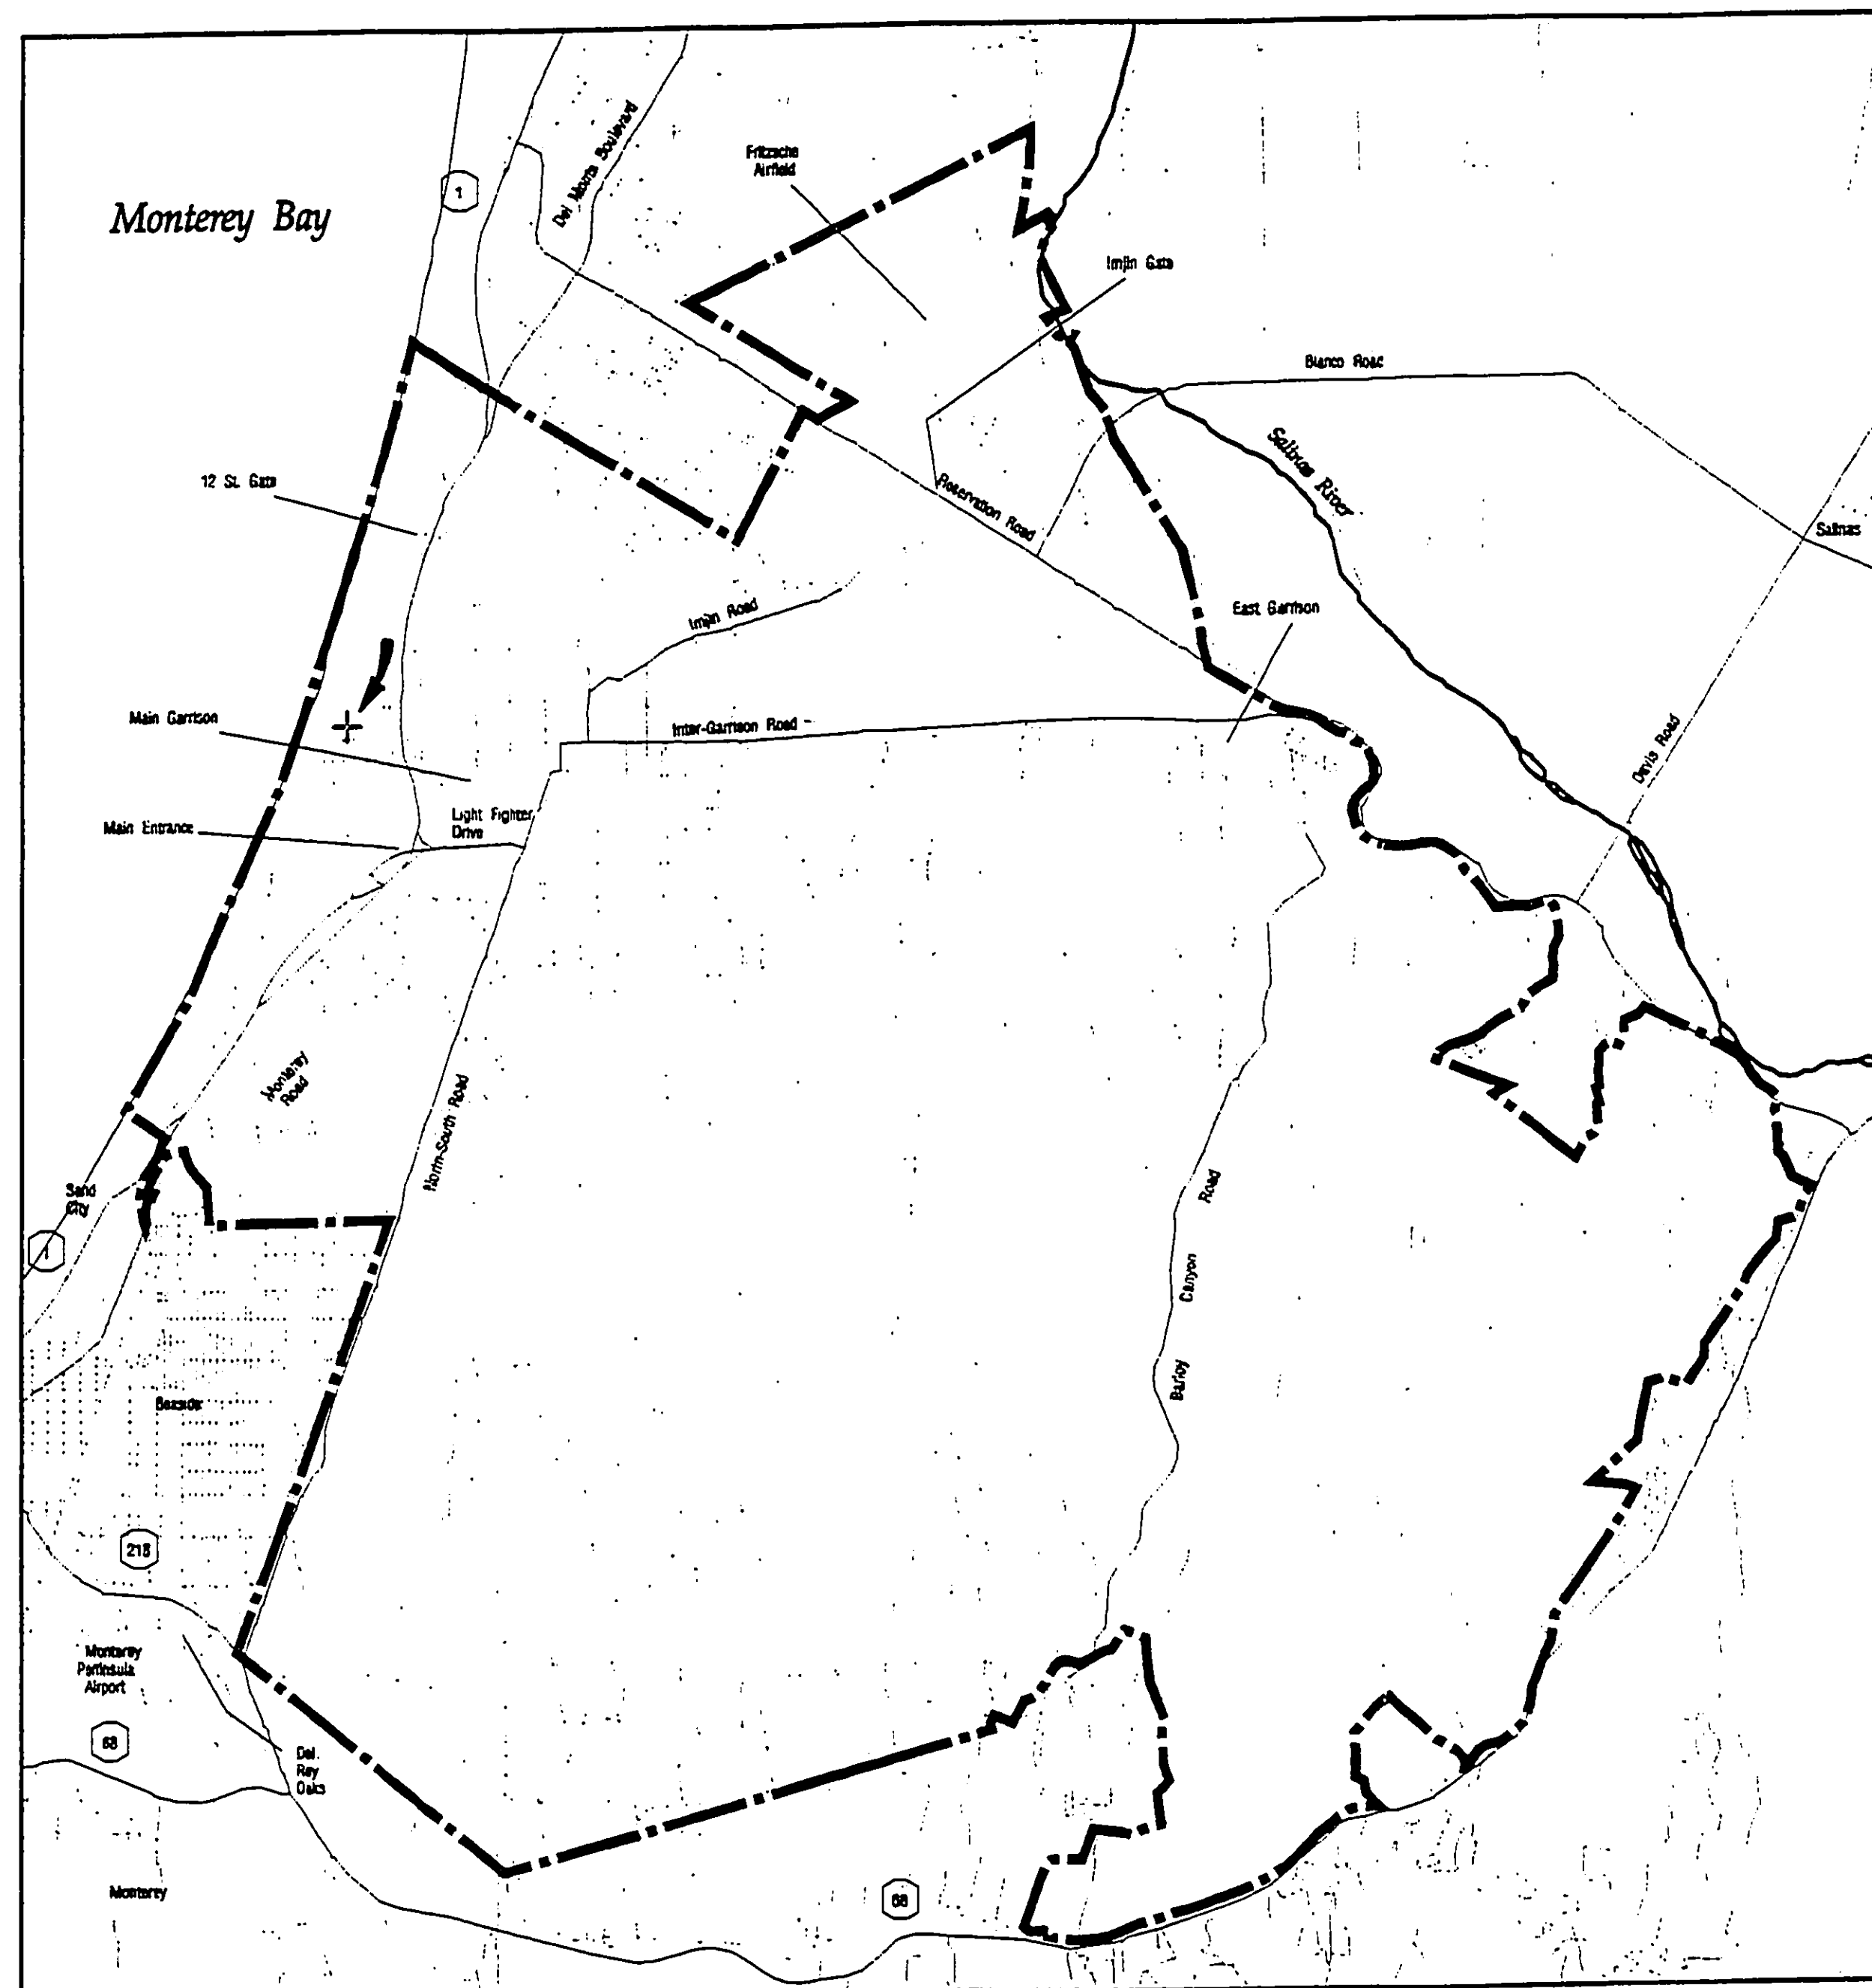 Del Monte Boulevard
Fritzsche
Airfield
1
Monterey Bay
Imjin Gate
Blanco Road
Salinas River
12 St. Gate
Reservation Road
Salinas
Imjin Road
East Garrison
Main Garrison
Inter-Garrison Road
Davis Road
Light Fighter
Drive
Main Entrance
Monterey
Road
North-South Road
Sand
City
1
Barloy Canyon Road
Seaside
218
Monterey
Peninsula
Airport
68
Del
Rey
Oaks
Monterey
68